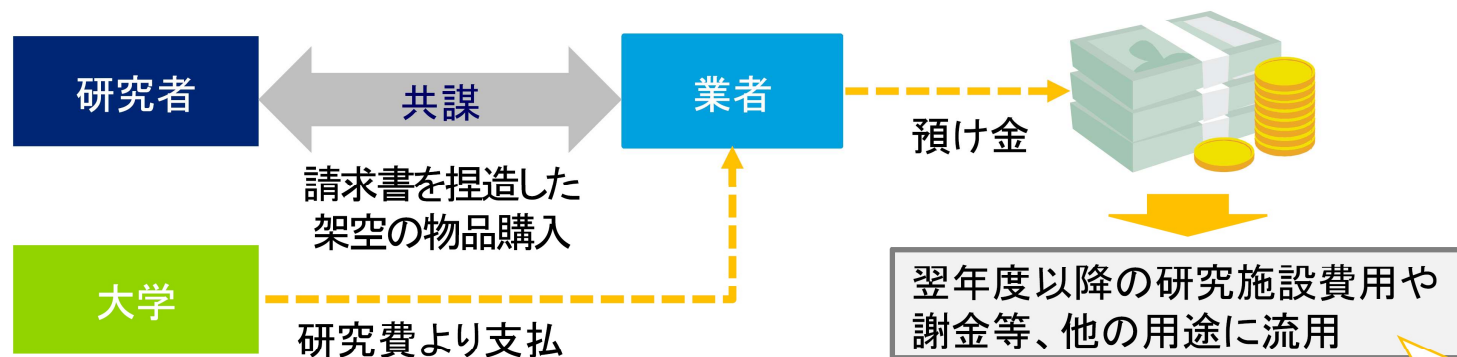 研究者
共謀
業者
預け金
請求書を捏造した
架空の物品購入
大学
研究費より支払
翌年度以降の研究施設費用や
謝金等、他の用途に流用